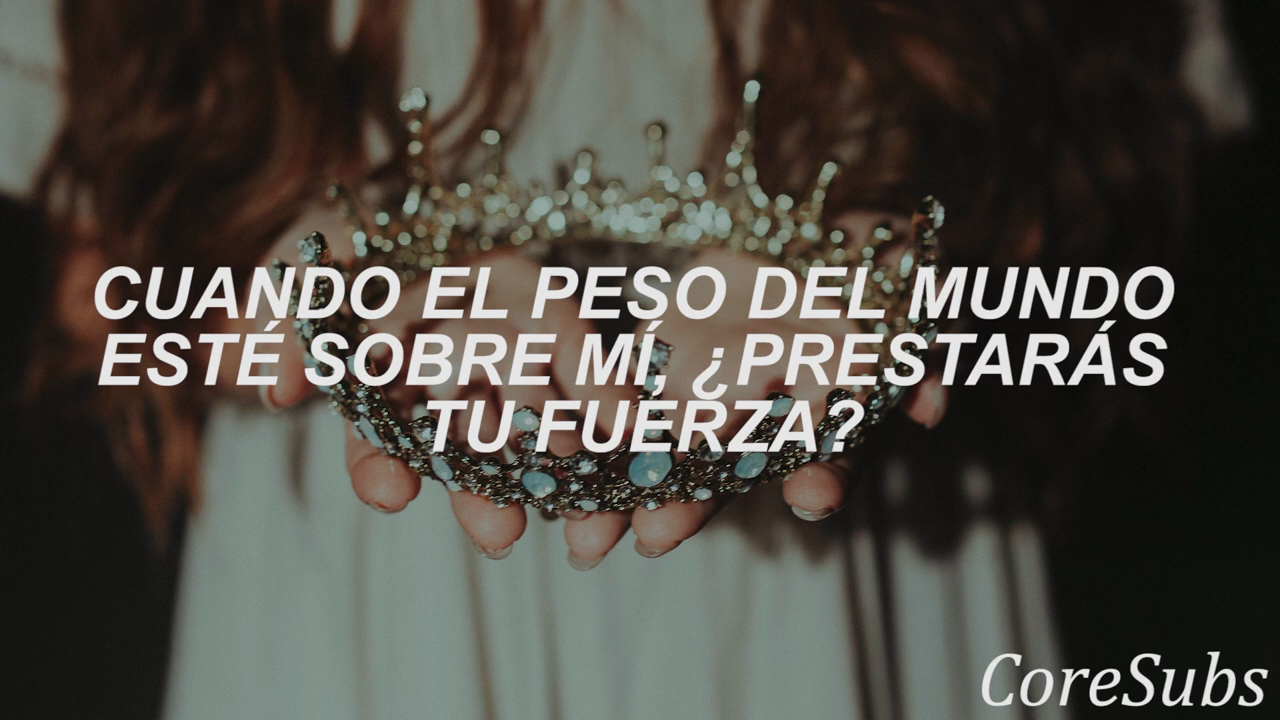 CUANDO EL PESO DEL MUNDO
ESTÉ SOBRE MÍ, ¿PRESTARÁS
TU FUERZA?
CoreSubs